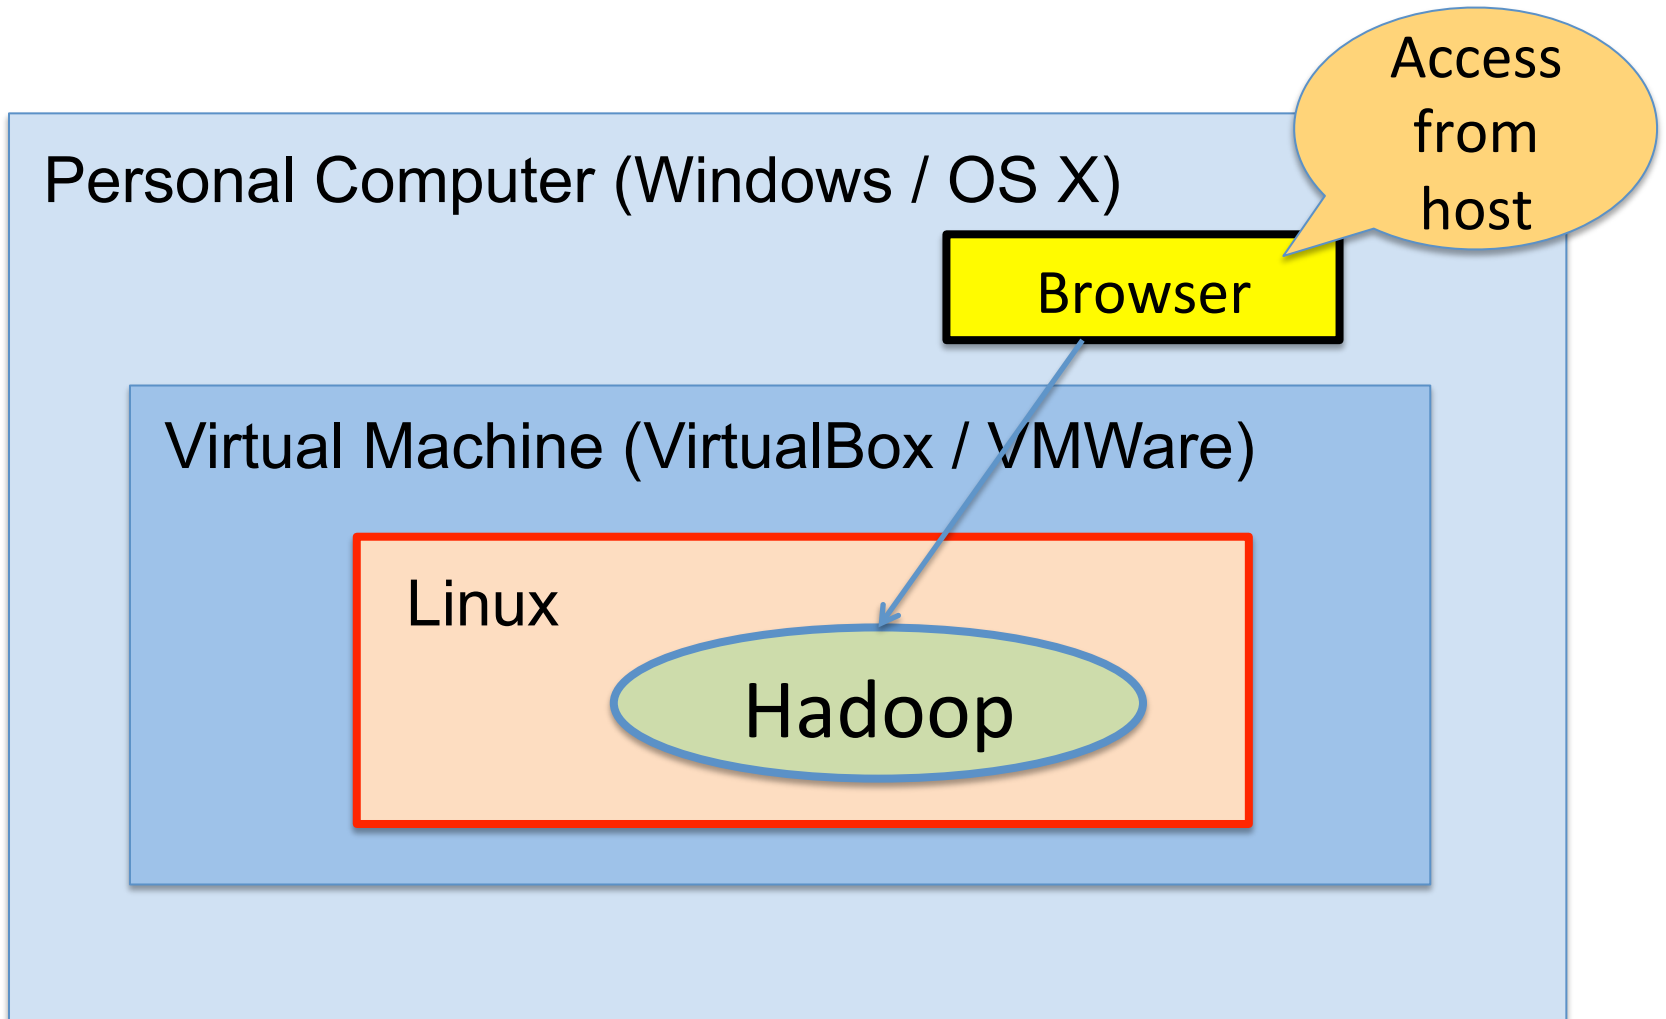 Access
from
host
Personal Computer (Windows / OS X)
Browser
Virtual Machine (VirtualBox / VMWare)
Linux
Hadoop